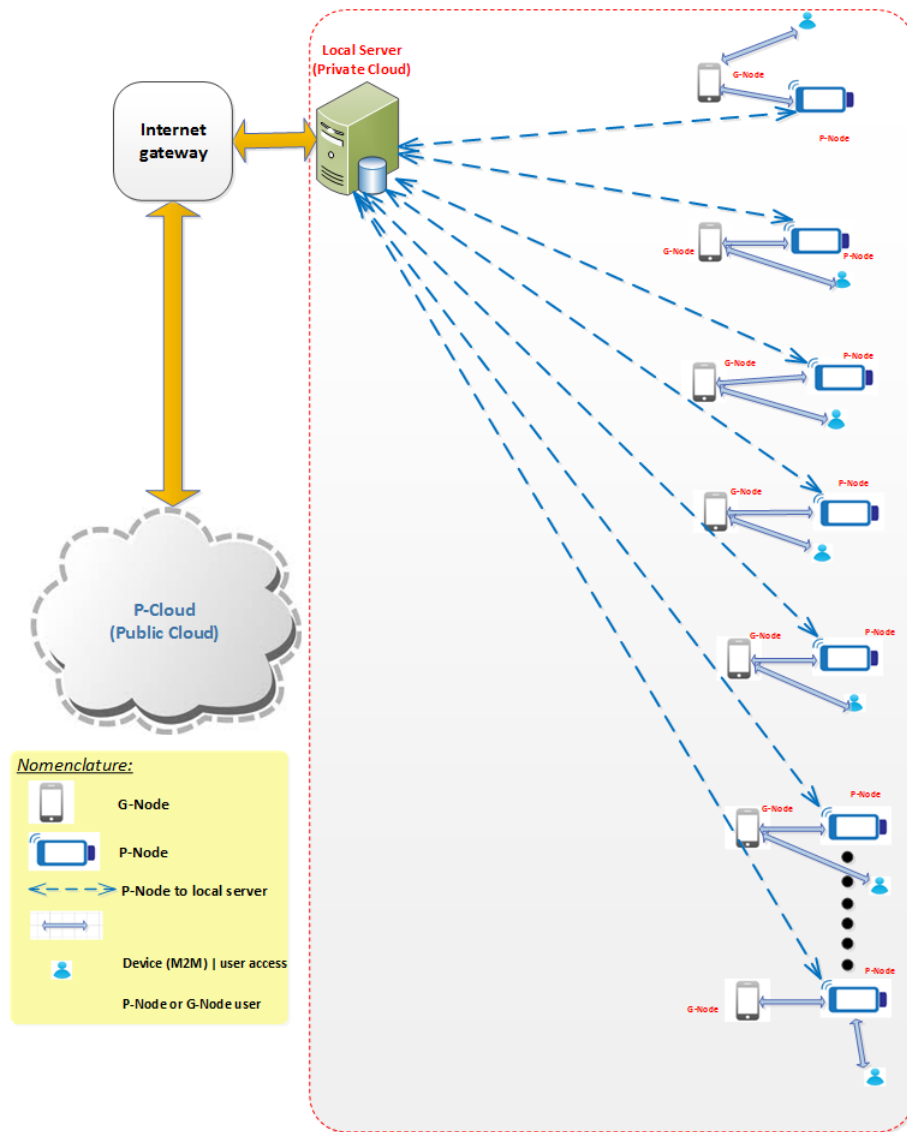 Local Server
(Private Cloud)
G-Node
P-Node
Internet
gateway
G-Node
P-Node
G-Node
P-Node
G-Node
P-Node
P-Cloud
(Public Cloud)
G-Node
P-Node
Nomenclature:
G-Node
P-Node
P-Node to local server
Device (M2M) | user access
P-Node or G-Node user
G-Node
P-Node
G-Node
P-Node